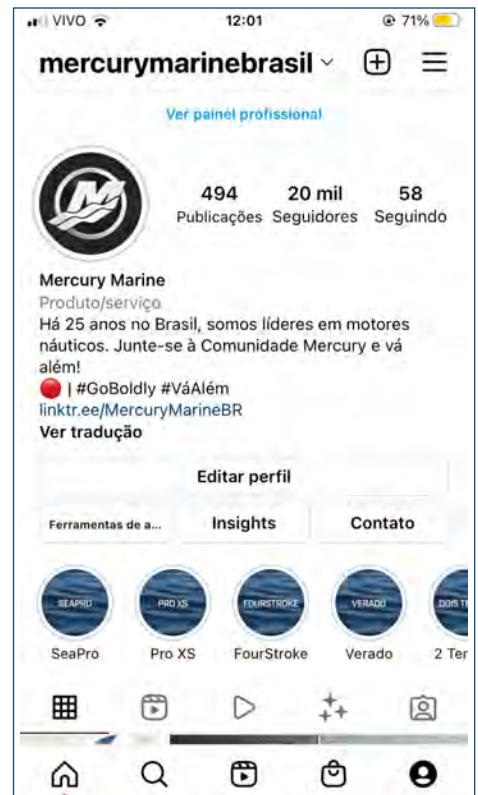 VIVO 12:01 71%
mercurymarinebrasil
Ver painel profissional
494 20 mil 58
Publicações Seguidores Seguindo
Mercury Marine
Produto/serviço
Há 25 anos no Brasil, somos líderes em motores
náuticos. Junte-se à Comunidade Mercury e vá
além!
🔴 | #GoBoldly #VáAlém
linktr.ee/MercuryMarineBR
Ver tradução
Editar perfil
Ferramentas de a... Insights Contato
SEAPRO PRO XS FOURSTROKE VERADO DOIS T
SeaPro Pro XS FourStroke Verado 2 Ter